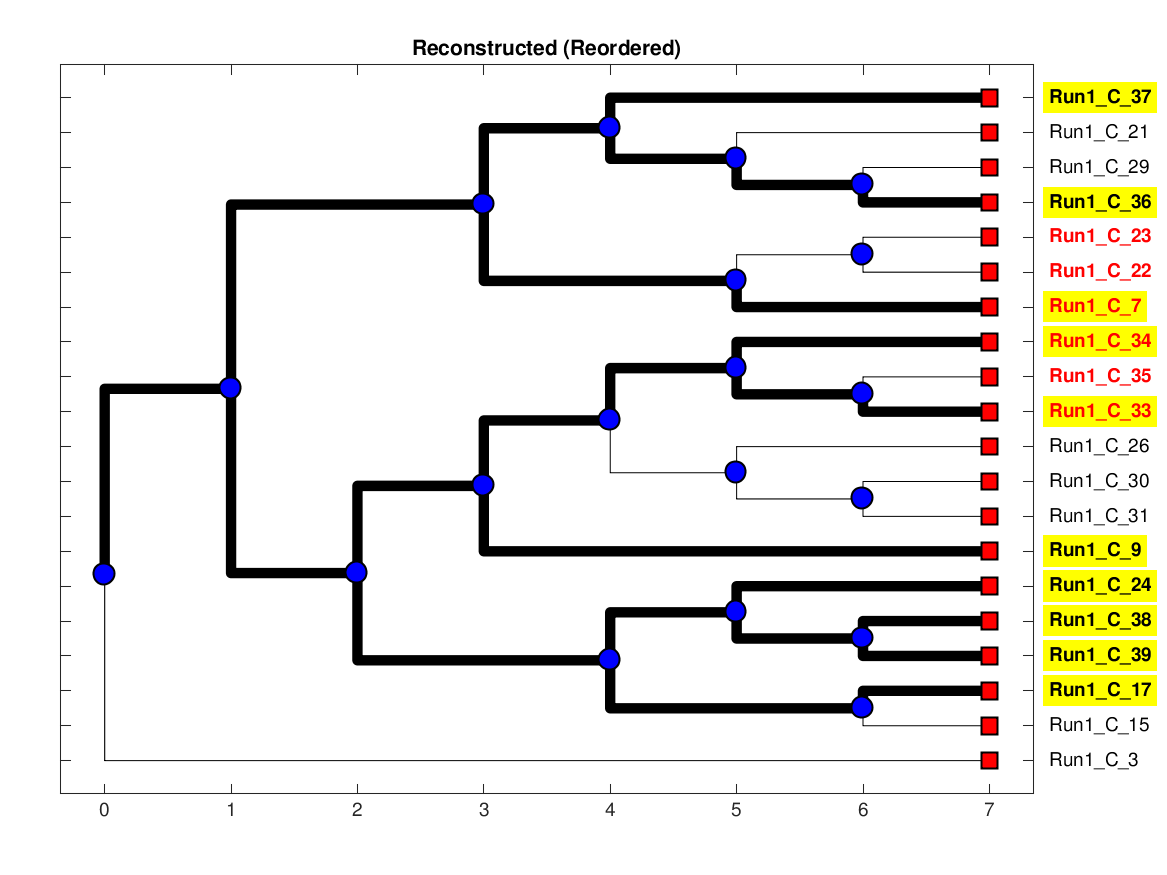 Reconstructed (Reordered)
Run1_C_37
Run1_C_21
Run1_C_29
Run1_C_36
Run1_C_23
Run1_C_22
Run1_C_7
Run1_C_34
Run1_C_35
Run1_C_33
Run1_C_26
Run1_C_30
Run1_C_31
Run1_C_9
Run1_C_24
Run1_C_38
Run1_C_39
Run1_C_17
Run1_C_15
Run1_C_3
0 1 2 3 4 5 6 7